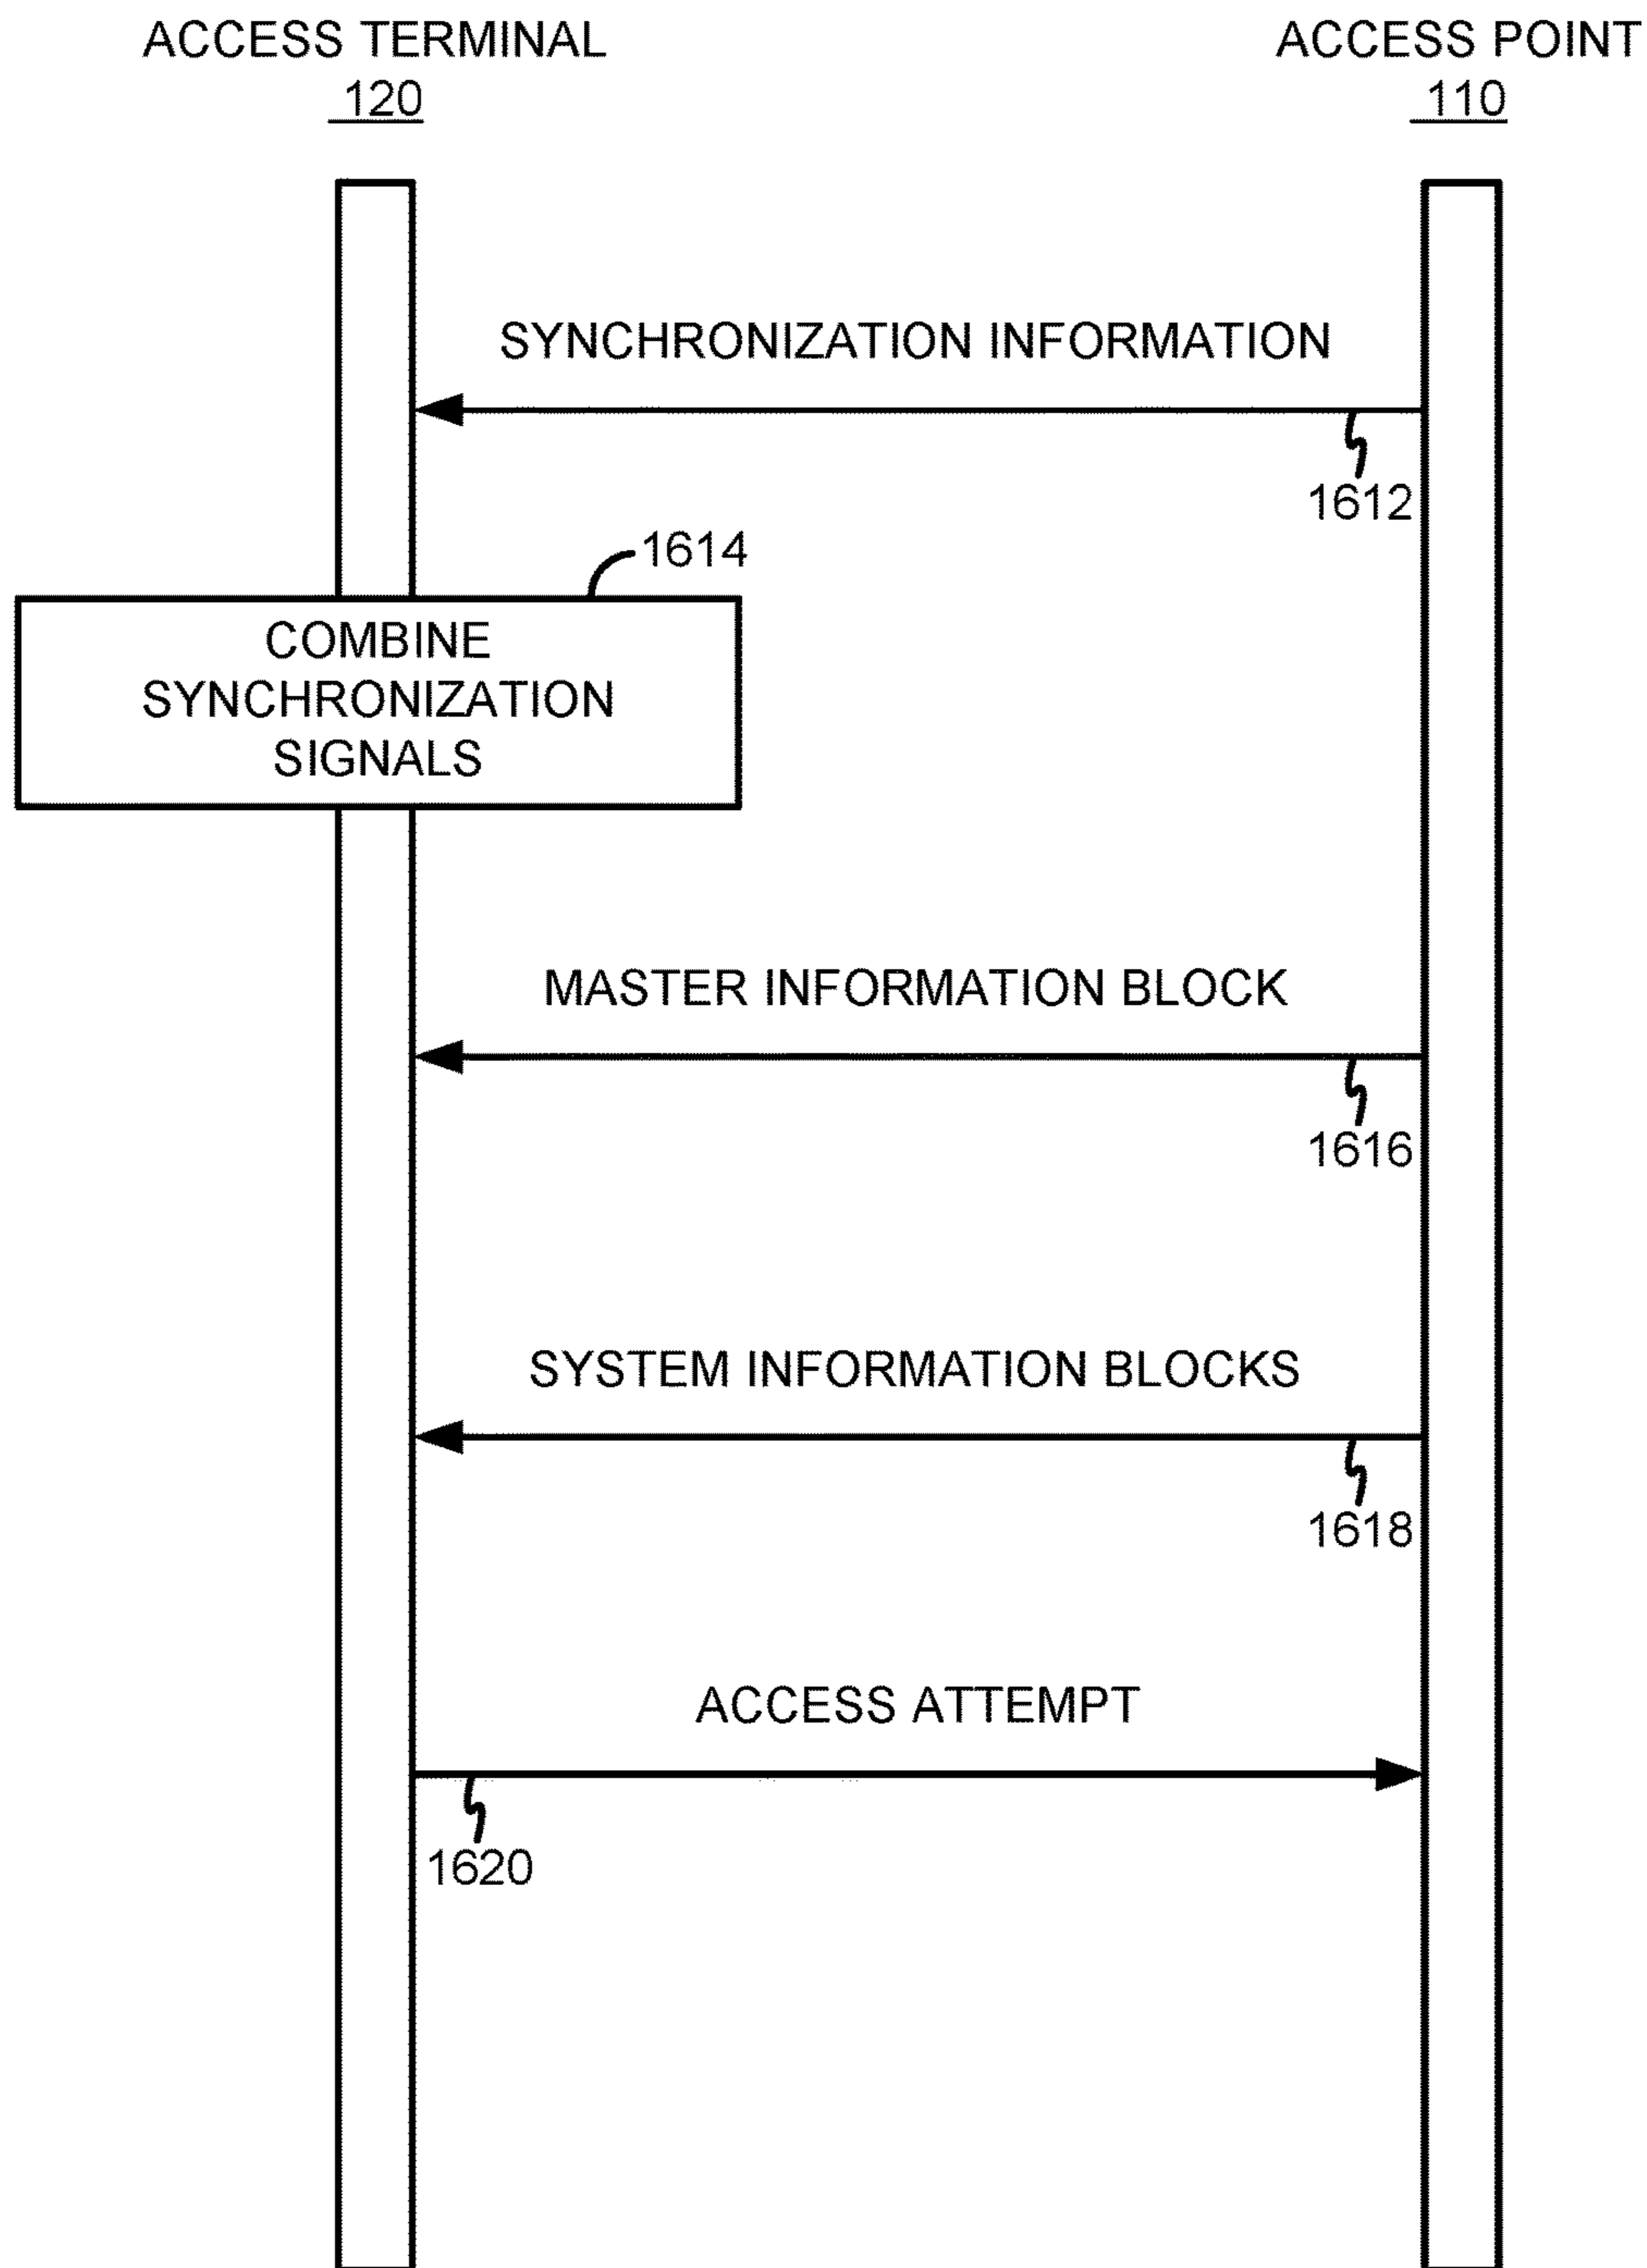 ACCESS TERMINAL
120
ACCESS POINT
110
SYNCHRONIZATION INFORMATION
1612
1614
COMBINE
SYNCHRONIZATION
SIGNALS
MASTER INFORMATION BLOCK
1616
SYSTEM INFORMATION BLOCKS
1618
ACCESS ATTEMPT
1620